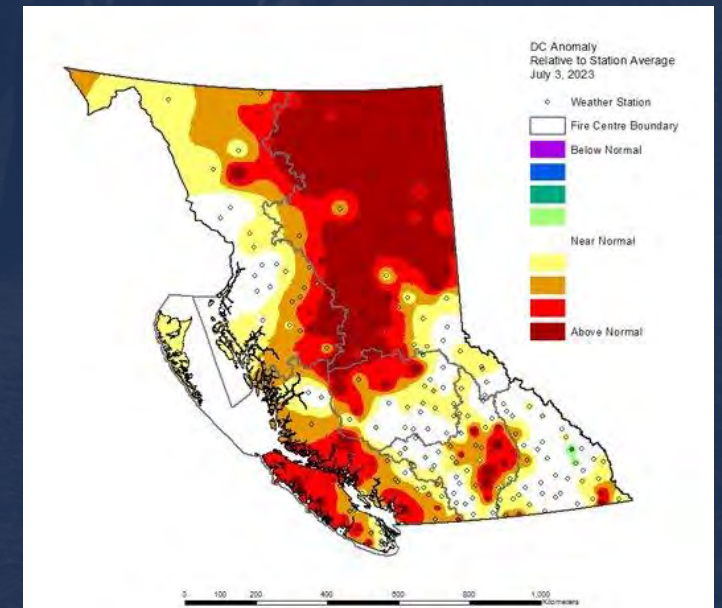 DC Anomaly
Relative to Station Average
July 3, 2023
Weather Station
Fire Centre Boundary
Below Normal
Near Normal
Above Normal
0 100 200 400 600 800 1,000
Kilometers